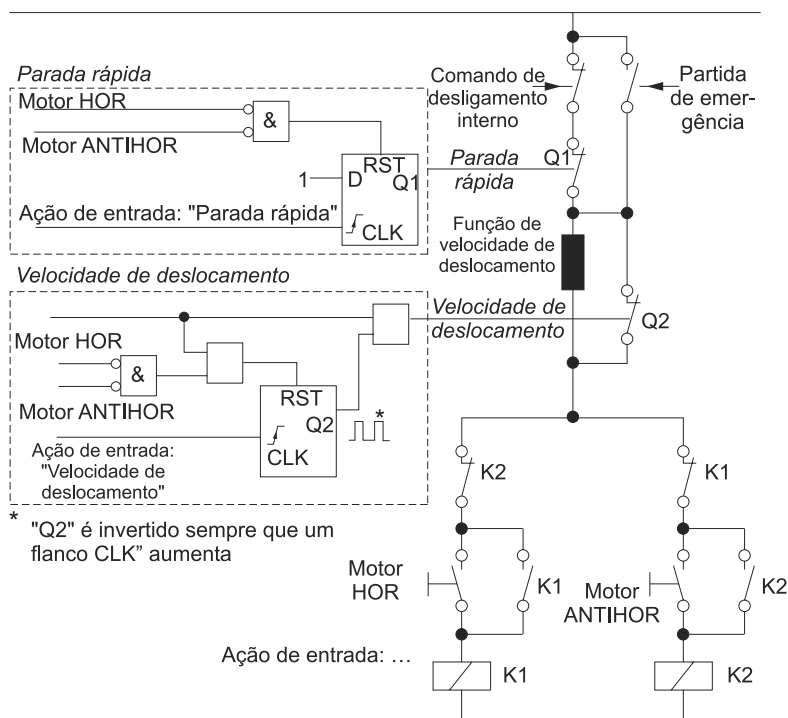 Parada rápida
Motor HOR
&
Motor ANTIHOR
RST
1
D
Q1
Ação de entrada: "Parada rápida"
CLK
Comando de
desligamento
interno
Partida
de emer-
gência
Parada
rápida
Q1
Função de
velocidade de
deslocamento
Velocidade de deslocamento
Motor HOR
&
Motor ANTIHOR
RST
Q2
*
CLK
Ação de entrada:
"Velocidade de
deslocamento"
Velocidade de
deslocamento
Q2
* "Q2" é invertido sempre que um
flanco CLK" aumenta
K2
K1
Motor
HOR
K1
Motor
ANTIHOR
K2
Ação de entrada: ...
K1
K2